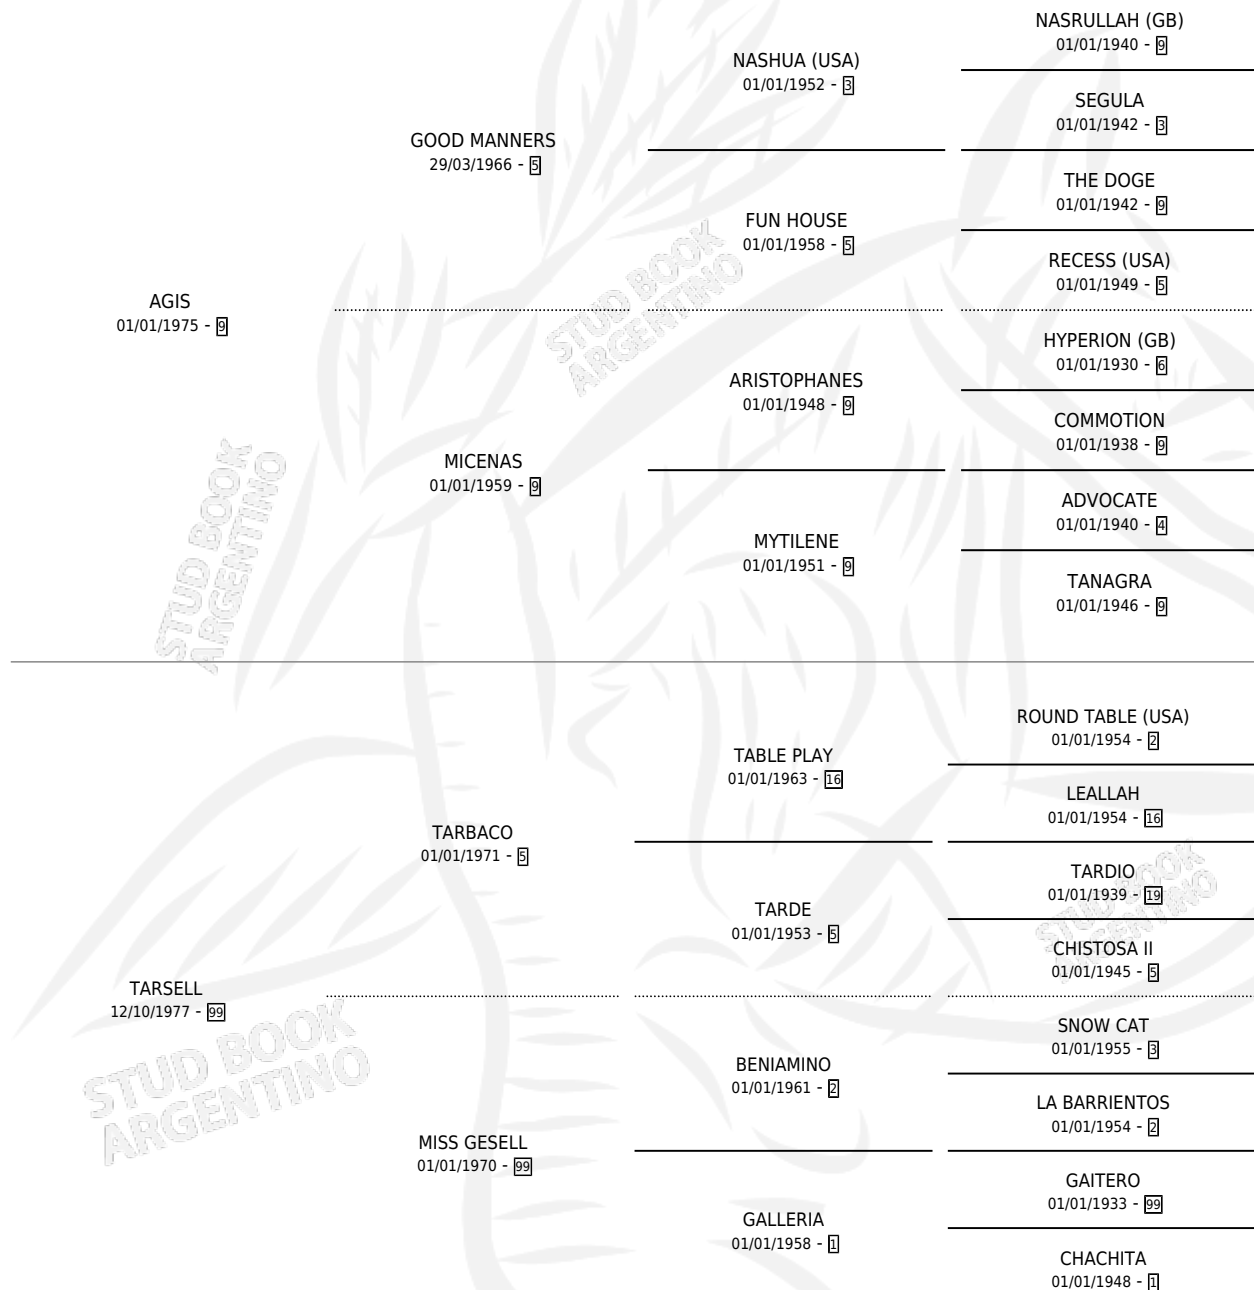 NASRULLAH (GB)
01/01/1940 - 9
NASHUA (USA)
01/01/1952 - 3
SEGULA
01/01/1942 - 3
GOOD MANNERS
29/03/1966 - 5
THE DOGE
01/01/1942 - 9
FUN HOUSE
01/01/1958 - 5
RECESS (USA)
01/01/1949 - 5
AGIS
01/01/1975 - 9
HYPERION (GB)
01/01/1930 - 6
ARISTOPHANES
01/01/1948 - 9
COMMOTION
01/01/1938 - 9
MICENAS
01/01/1959 - 9
ADVOCATE
01/01/1940 - 4
MYTILENE
01/01/1951 - 9
TANAGRA
01/01/1946 - 9
ROUND TABLE (USA)
01/01/1954 - 2
TABLE PLAY
01/01/1963 - 16
LEALLAH
01/01/1954 - 16
TARBACO
01/01/1971 - 5
TARDIO
01/01/1939 - 19
TARDE
01/01/1953 - 5
CHISTOSA II
01/01/1945 - 5
TARSELL
12/10/1977 - 99
SNOW CAT
01/01/1955 - 3
BENIAMINO
01/01/1961 - 2
LA BARRIENTOS
01/01/1954 - 2
MISS GESELL
01/01/1970 - 99
GAITERO
01/01/1933 - 99
GALLERIA
01/01/1958 - 1
CHACHITA
01/01/1948 - 1
STUD BOOK
ARGENTINO
STUD BOOK
ARGENTINO
STUD BOOK
ARGENTINO
STUD BOOK
ARGENTINO